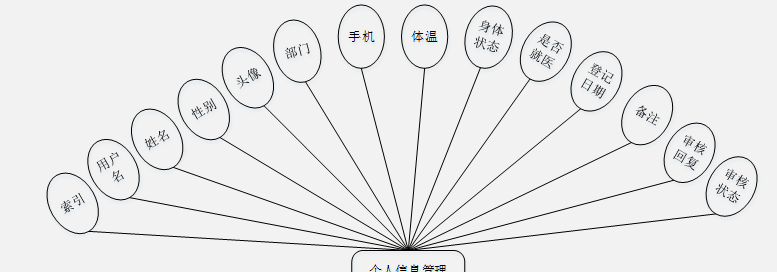 索引
用户
名
姓名
性别
头像
部门
手机
体温
身体
状态
是否
就医
登记
日期
备注
审核
回复
审核
状态
个人信息管理